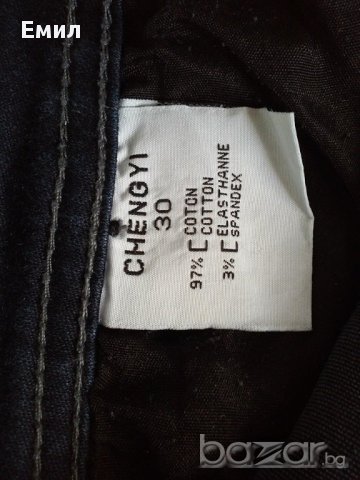 Емил
CHENGYI
30
97% [ COTON
COTTON
3% [ ELASTHANNE
SPANDEX
bazar.bg